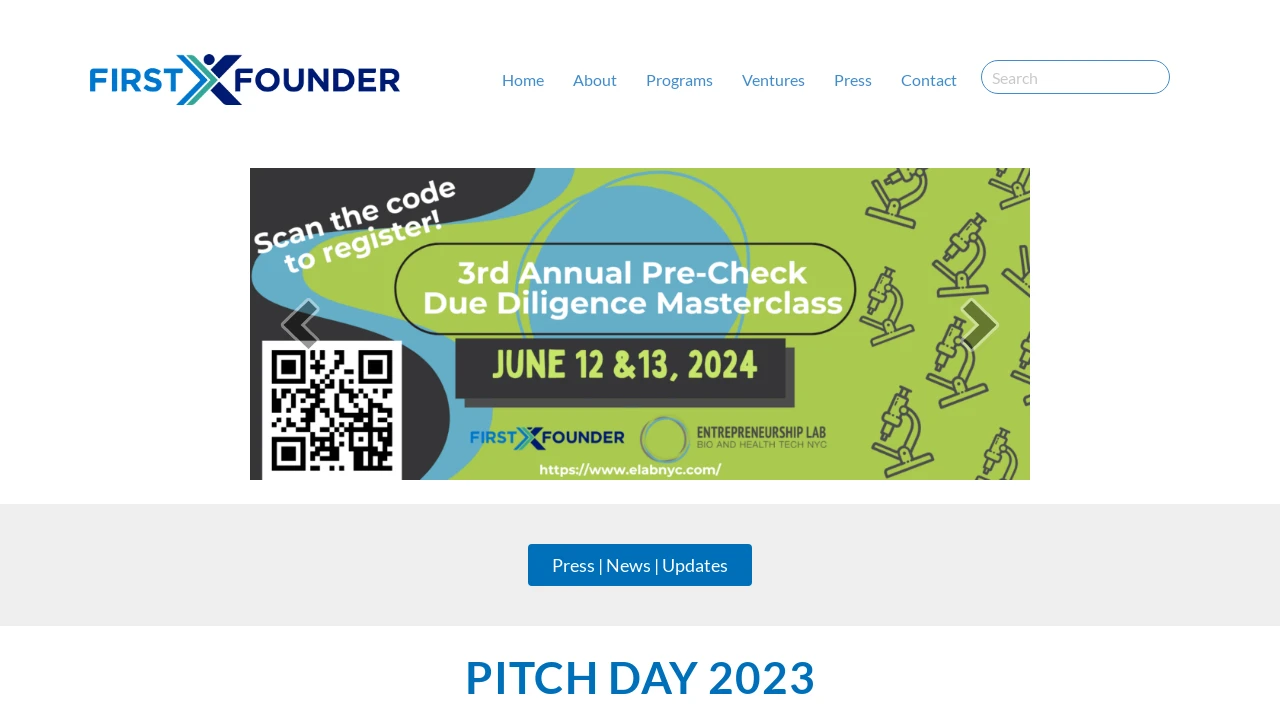 FIRST FOUNDER
Home About Programs Ventures Press Contact
Search
Scan the code
to register!
3rd Annual Pre-Check
Due Diligence Masterclass
JUNE 12 &13, 2024
FIRST FOUNDER
ENTREPRENEURSHIP LAB
BIO AND HEALTH TECH NYC
https://www.elabnyc.com/
Press | News | Updates
PITCH DAY 2023